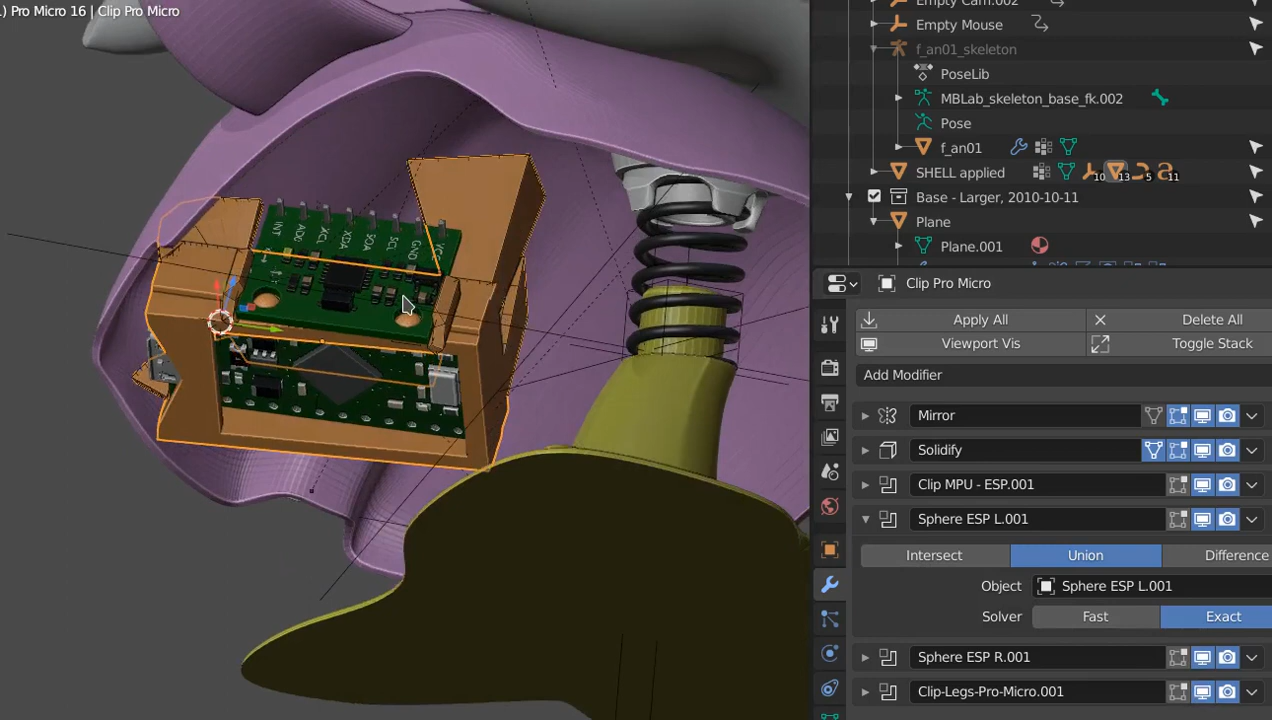 ) Pro Micro 16 | Clip Pro Micro
Empty Cam.002
Empty Mouse
f_an01_skeleton
PoseLib
MBLab_skeleton_base_fk.002
Pose
f_an01
SHELL applied
10 13 5 11
Base - Larger, 2010-10-11
Plane
Plane.001
Clip Pro Micro
Apply All
Delete All
Viewport Vis
Toggle Stack
Add Modifier
Mirror
Solidify
Clip MPU - ESP.001
Sphere ESP L.001
Intersect
Union
Difference
Object
Sphere ESP L.001
Solver
Fast
Exact
Sphere ESP R.001
Clip-Legs-Pro-Micro.001
INT
AD0
XCL
XDA
SDA
SCL
GND